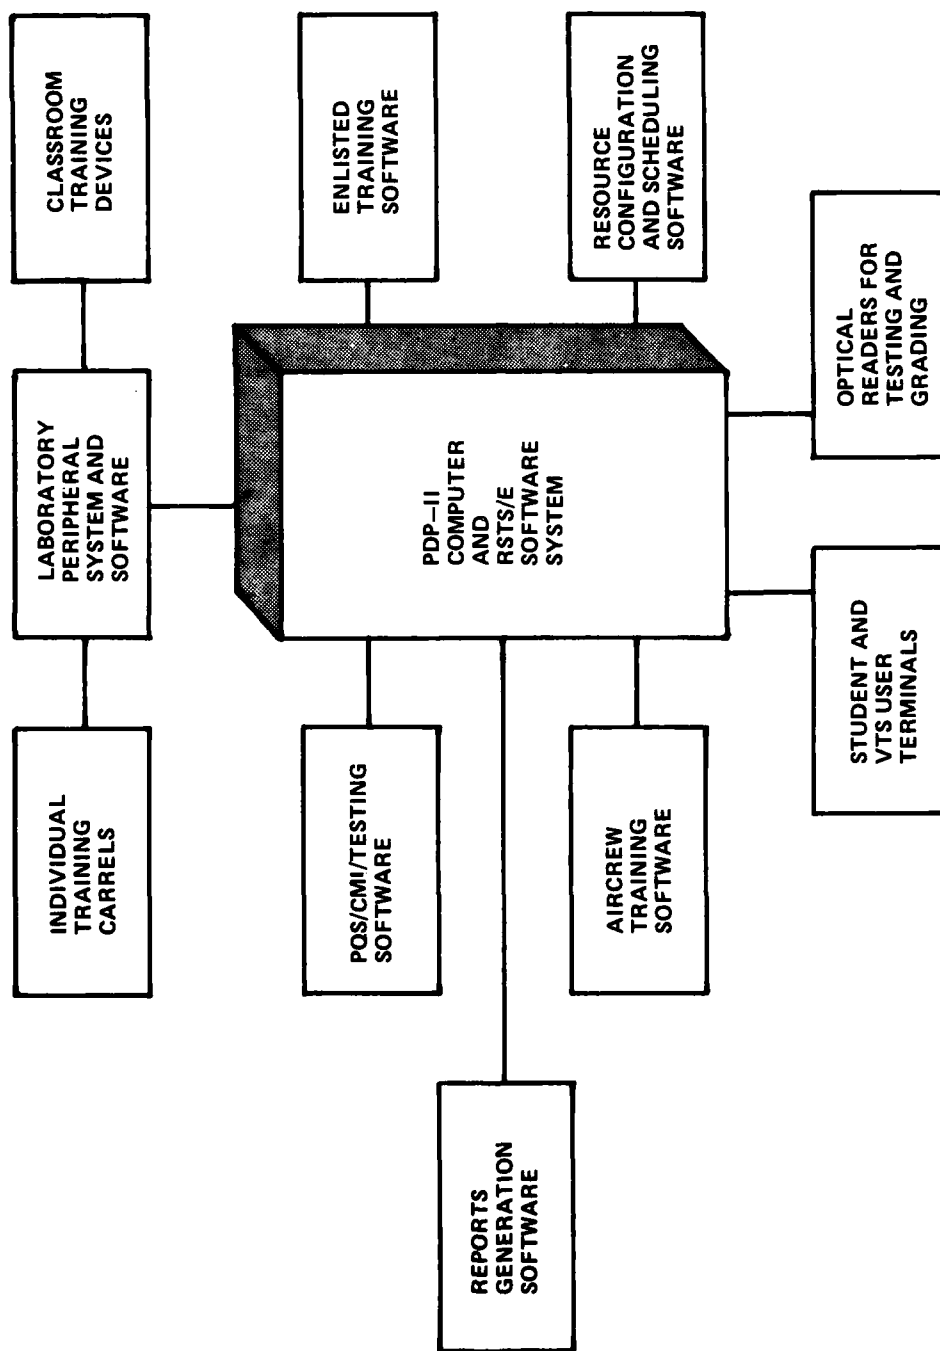 INDIVIDUAL
TRAINING
CARRELS
LABORATORY
PERIPHERAL
SYSTEM AND
SOFTWARE
CLASSROOM
TRAINING
DEVICES
PQS/CMI/TESTING
SOFTWARE
ENLISTED
TRAINING
SOFTWARE
REPORTS
GENERATION
SOFTWARE
PDP–II
COMPUTER
AND
RSTS/E
SOFTWARE
SYSTEM
AIRCREW
TRAINING
SOFTWARE
RESOURCE
CONFIGURATION
AND SCHEDULING
SOFTWARE
STUDENT AND
VTS USER
TERMINALS
OPTICAL
READERS FOR
TESTING AND
GRADING